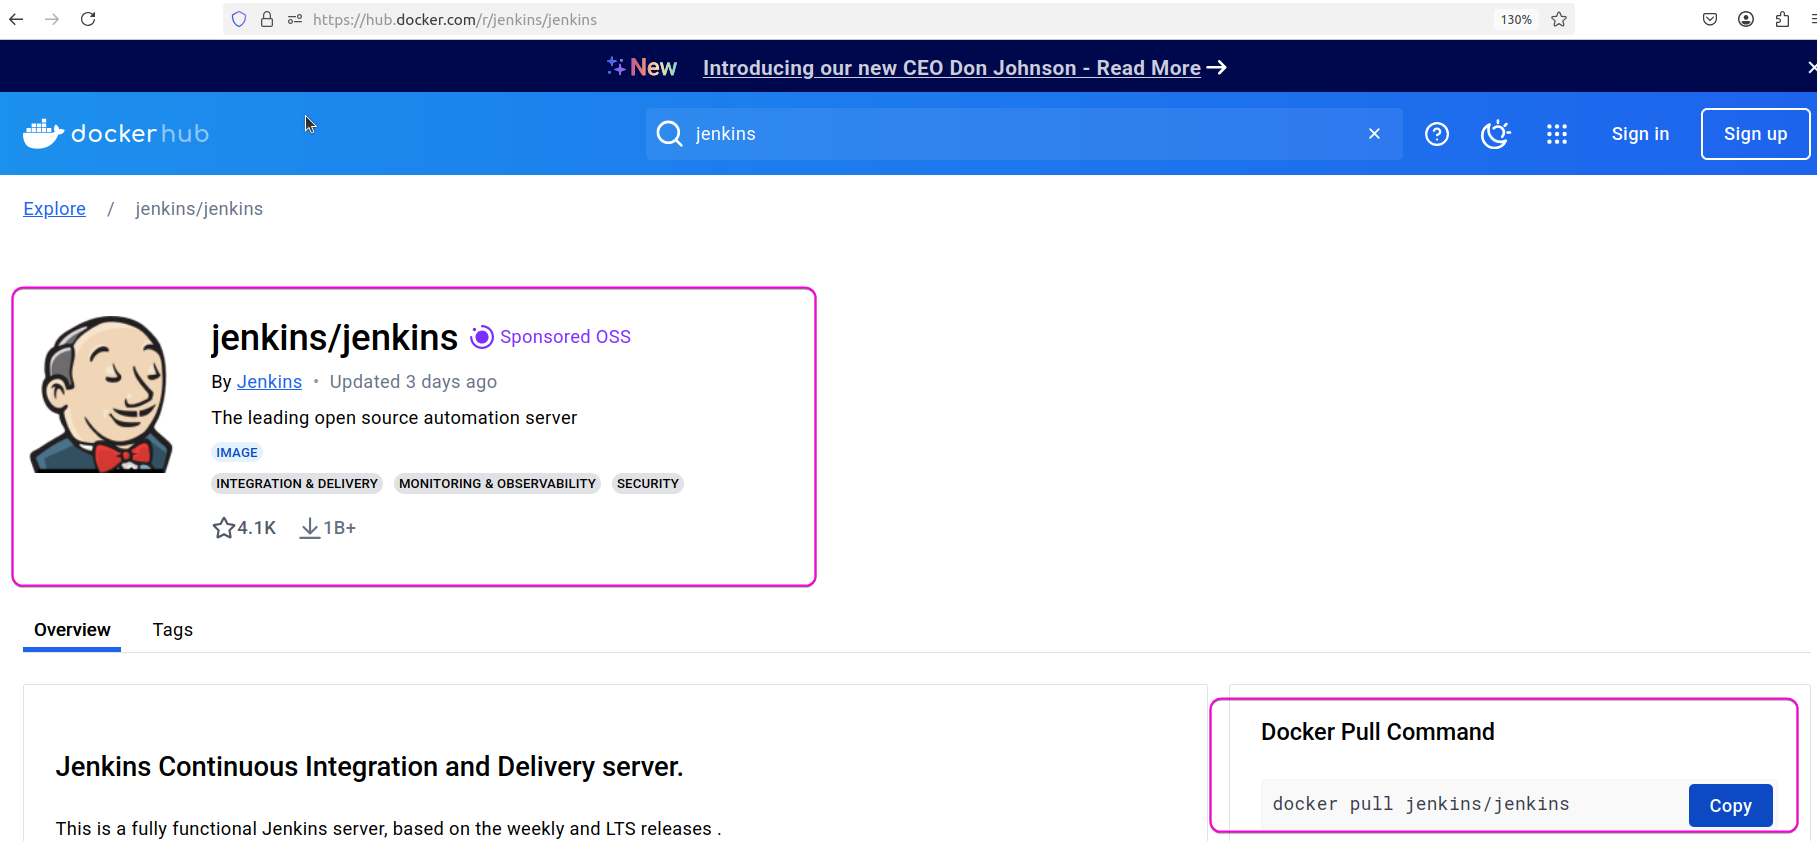 https://hub.docker.com/r/jenkins/jenkins 130%
New Introducing our new CEO Don Johnson - Read More
dockerhub jenkins Sign in Sign up
Explore / jenkins/jenkins
jenkins/jenkins Sponsored OSS
By Jenkins • Updated 3 days ago
The leading open source automation server
IMAGE
INTEGRATION & DELIVERY MONITORING & OBSERVABILITY SECURITY
4.1K 1B+
Overview Tags
Jenkins Continuous Integration and Delivery server.
This is a fully functional Jenkins server, based on the weekly and LTS releases .
Docker Pull Command
docker pull jenkins/jenkins Copy